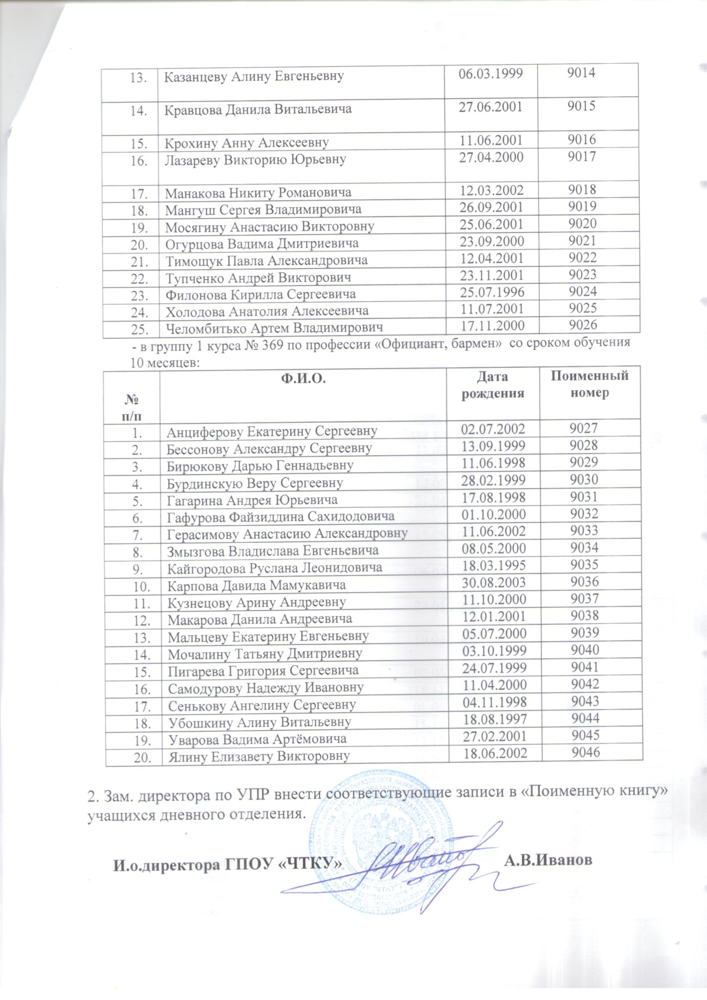 13. Казанцеву Алину Евгеньевну 06.03.1999 9014
14. Кравцова Данила Витальевича 27.06.2001 9015
15. Крохину Анну Алексеевну 11.06.2001 9016
16. Лазареву Викторию Юрьевну 27.04.2000 9017
17. Манакова Никиту Романовича 12.03.2002 9018
18. Мангуш Сергея Владимировича 26.09.2001 9019
19. Мосягину Анастасию Викторовну 25.06.2001 9020
20. Огурцова Вадима Дмитриевича 23.09.2000 9021
21. Тимощук Павла Александровича 12.04.2001 9022
22. Тупченко Андрей Викторович 23.11.2001 9023
23. Филонова Кирилла Сергеевича 25.07.1996 9024
24. Холодова Анатолия Алексеевича 11.07.2001 9025
25. Челомбитько Артем Владимирович 17.11.2000 9026
- в группу 1 курса № 369 по профессии «Официант, бармен» со сроком обучения
10 месяцев:
№ п/п Ф.И.О. Дата рождения Поименный номер
1. Анциферову Екатерину Сергеевну 02.07.2002 9027
2. Бессонову Александру Сергеевну 13.09.1999 9028
3. Бирюкову Дарью Геннадьевну 11.06.1998 9029
4. Бурдинскую Веру Сергеевну 28.02.1999 9030
5. Гагарина Андрея Юрьевича 17.08.1998 9031
6. Гафурова Файзиддина Сахидодовича 01.10.2000 9032
7. Герасимову Анастасию Александровну 11.06.2002 9033
8. Змызгова Владислава Евгеньевича 08.05.2000 9034
9. Кайгородова Руслана Леонидовича 18.03.1995 9035
10. Карпова Давида Мамукавича 30.08.2003 9036
11. Кузнецову Арину Андреевну 11.10.2000 9037
12. Макарова Данила Андреевича 12.01.2001 9038
13. Мальцеву Екатерину Евгеньевну 05.07.2000 9039
14. Мочалину Татьяну Дмитриевну 03.10.1999 9040
15. Пигарева Григория Сергеевича 24.07.1999 9041
16. Самодурову Надежду Ивановну 11.04.2000 9042
17. Сенькову Ангелину Сергеевну 04.11.1998 9043
18. Убошкину Алину Витальевну 18.08.1997 9044
19. Уварова Вадима Артёмовича 27.02.2001 9045
20. Ялину Елизавету Викторовну 18.06.2002 9046
2. Зам. директора по УПР внести соответствующие записи в «Поименную книгу»
учащихся дневного отделения.
И.о.директора ГПОУ «ЧТКУ» А.В.Иванов
(ГПОУ "ЧТКУ")